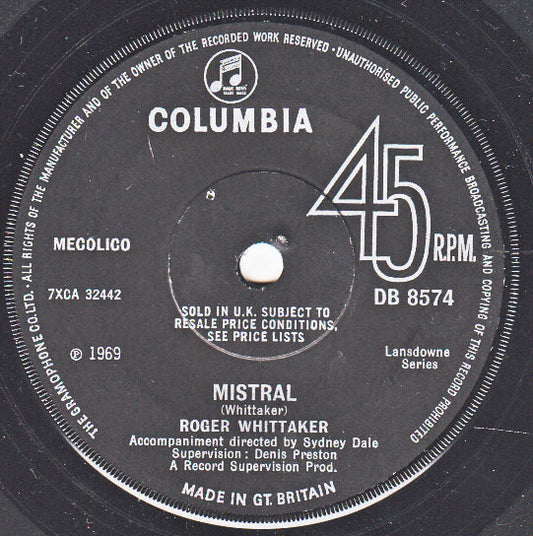 THE GRAMOPHONE CO. LTD. · ALL RIGHTS OF THE MANUFACTURER AND OF THE OWNER OF THE RECORDED WORK RESERVED · UNAUTHORISED PUBLIC PERFORMANCE BROADCASTING AND COPYING OF THIS RECORD PROHIBITED
COLUMBIA
45
R.P.M.
MECOLICO
7XCA 32442
DB 8574
SOLD IN U.K. SUBJECT TO
RESALE PRICE CONDITIONS,
SEE PRICE LISTS
℗ 1969
Lansdowne
Series
MISTRAL
(Whittaker)
ROGER WHITTAKER
Accompaniment directed by Sydney Dale
Supervision : Denis Preston
A Record Supervision Prod.
MADE IN GT. BRITAIN